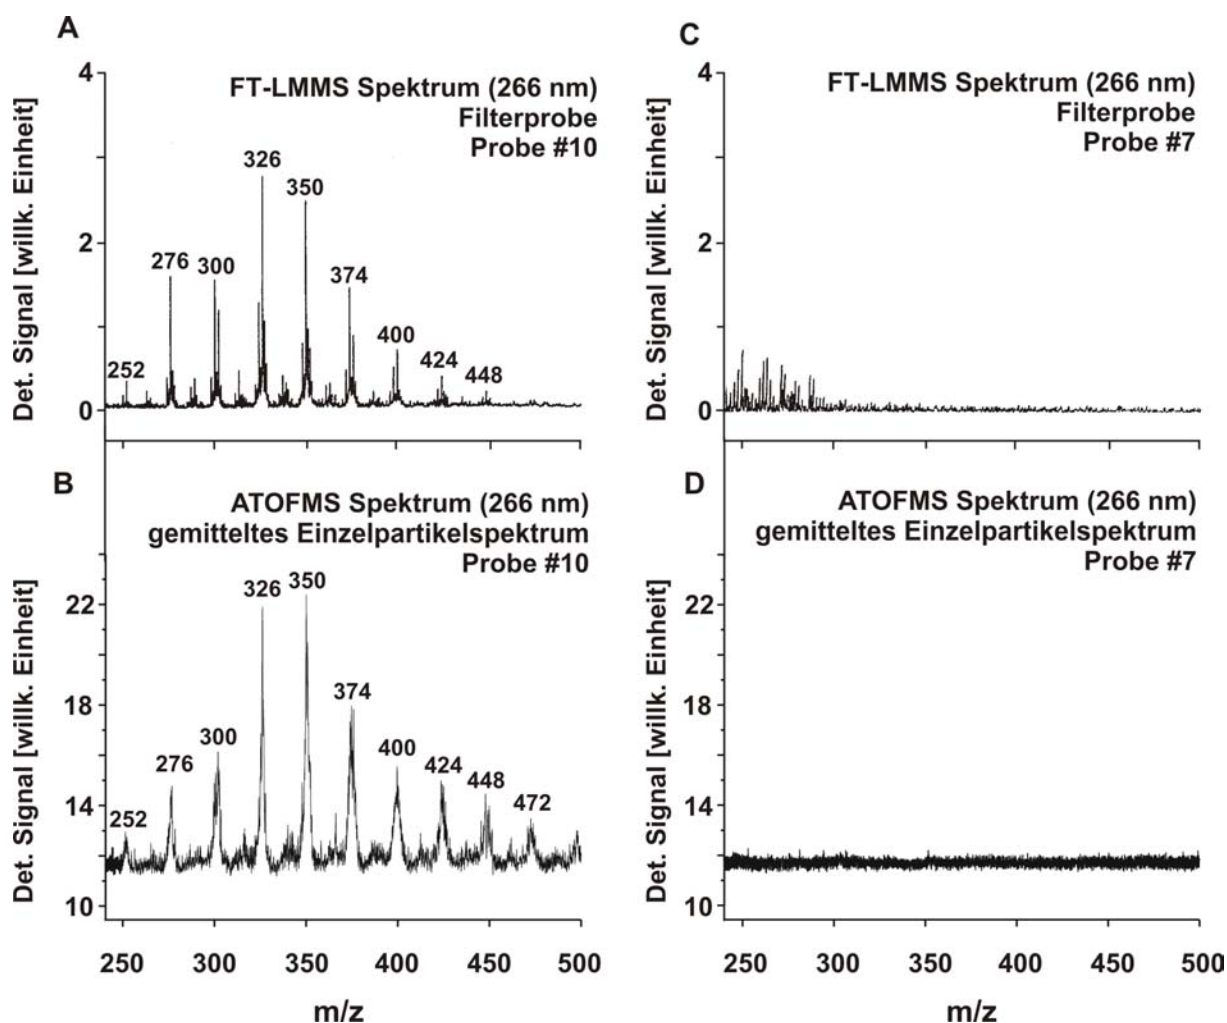 A
FT-LMMS Spektrum (266 nm)
Filterprobe
Probe #10
Det. Signal [willk. Einheit]
4
2
0
252
276
300
326
350
374
400
424
448
C
FT-LMMS Spektrum (266 nm)
Filterprobe
Probe #7
Det. Signal [willk. Einheit]
4
2
0
B
ATOFMS Spektrum (266 nm)
gemitteltes Einzelpartikelspektrum
Probe #10
Det. Signal [willk. Einheit]
22
18
14
10
252
276
300
326
350
374
400
424
448
472
250 300 350 400 450 500
m/z
D
ATOFMS Spektrum (266 nm)
gemitteltes Einzelpartikelspektrum
Probe #7
Det. Signal [willk. Einheit]
22
18
14
10
250 300 350 400 450 500
m/z